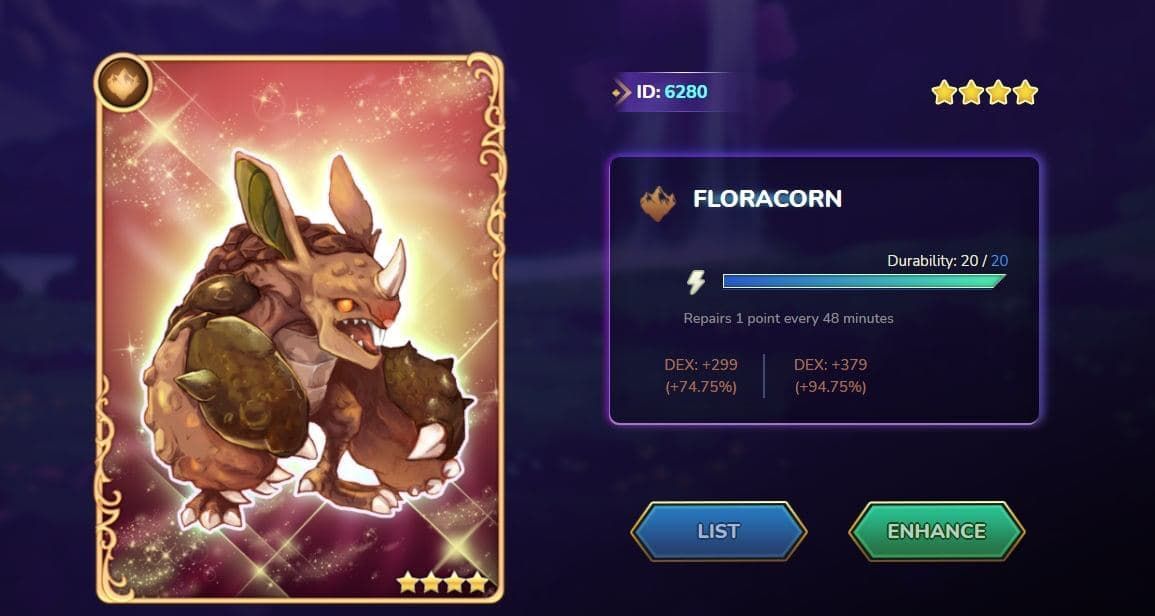 ID: 6280
FLORACORN
Durability: 20 / 20
Repairs 1 point every 48 minutes
DEX: +299
(+74.75%)
DEX: +379
(+94.75%)
LIST
ENHANCE